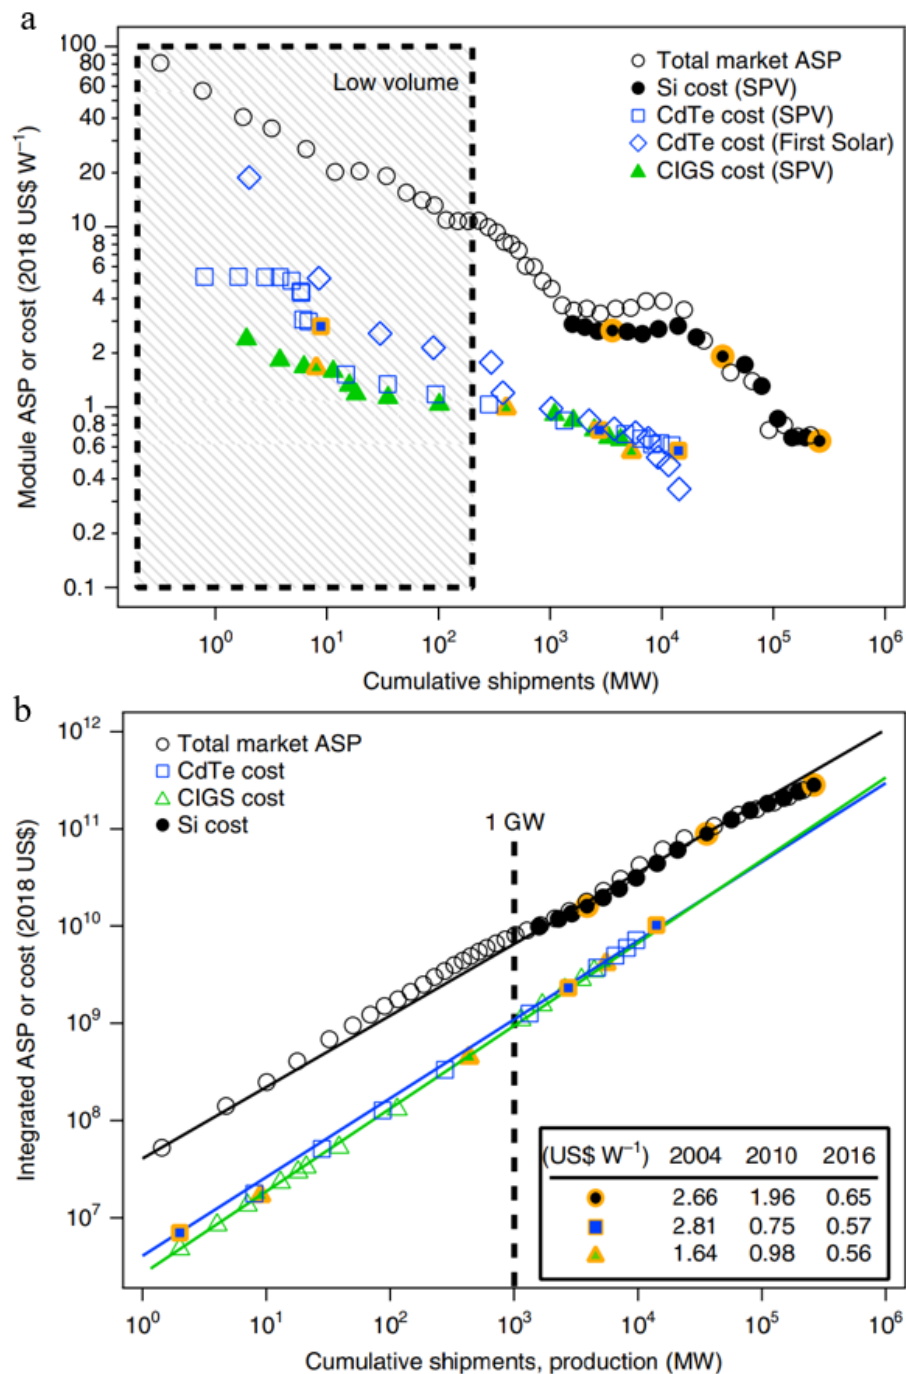 a
Module ASP or cost (2018 US$ W⁻¹)
100
80
60
40
20
10
8
6
4
2
1
0.8
0.6
0.4
0.2
0.1
Low volume
Total market ASP
Si cost (SPV)
CdTe cost (SPV)
CdTe cost (First Solar)
CIGS cost (SPV)
10⁰ 10¹ 10² 10³ 10⁴ 10⁵ 10⁶
Cumulative shipments (MW)
b
Integrated ASP or cost (2018 US$)
10¹²
10¹¹
10¹⁰
10⁹
10⁸
10⁷
Total market ASP
CdTe cost
CIGS cost
Si cost
1 GW
(US$ W⁻¹) 2004 2010 2016
2.66 1.96 0.65
2.81 0.75 0.57
1.64 0.98 0.56
10⁰ 10¹ 10² 10³ 10⁴ 10⁵ 10⁶
Cumulative shipments, production (MW)